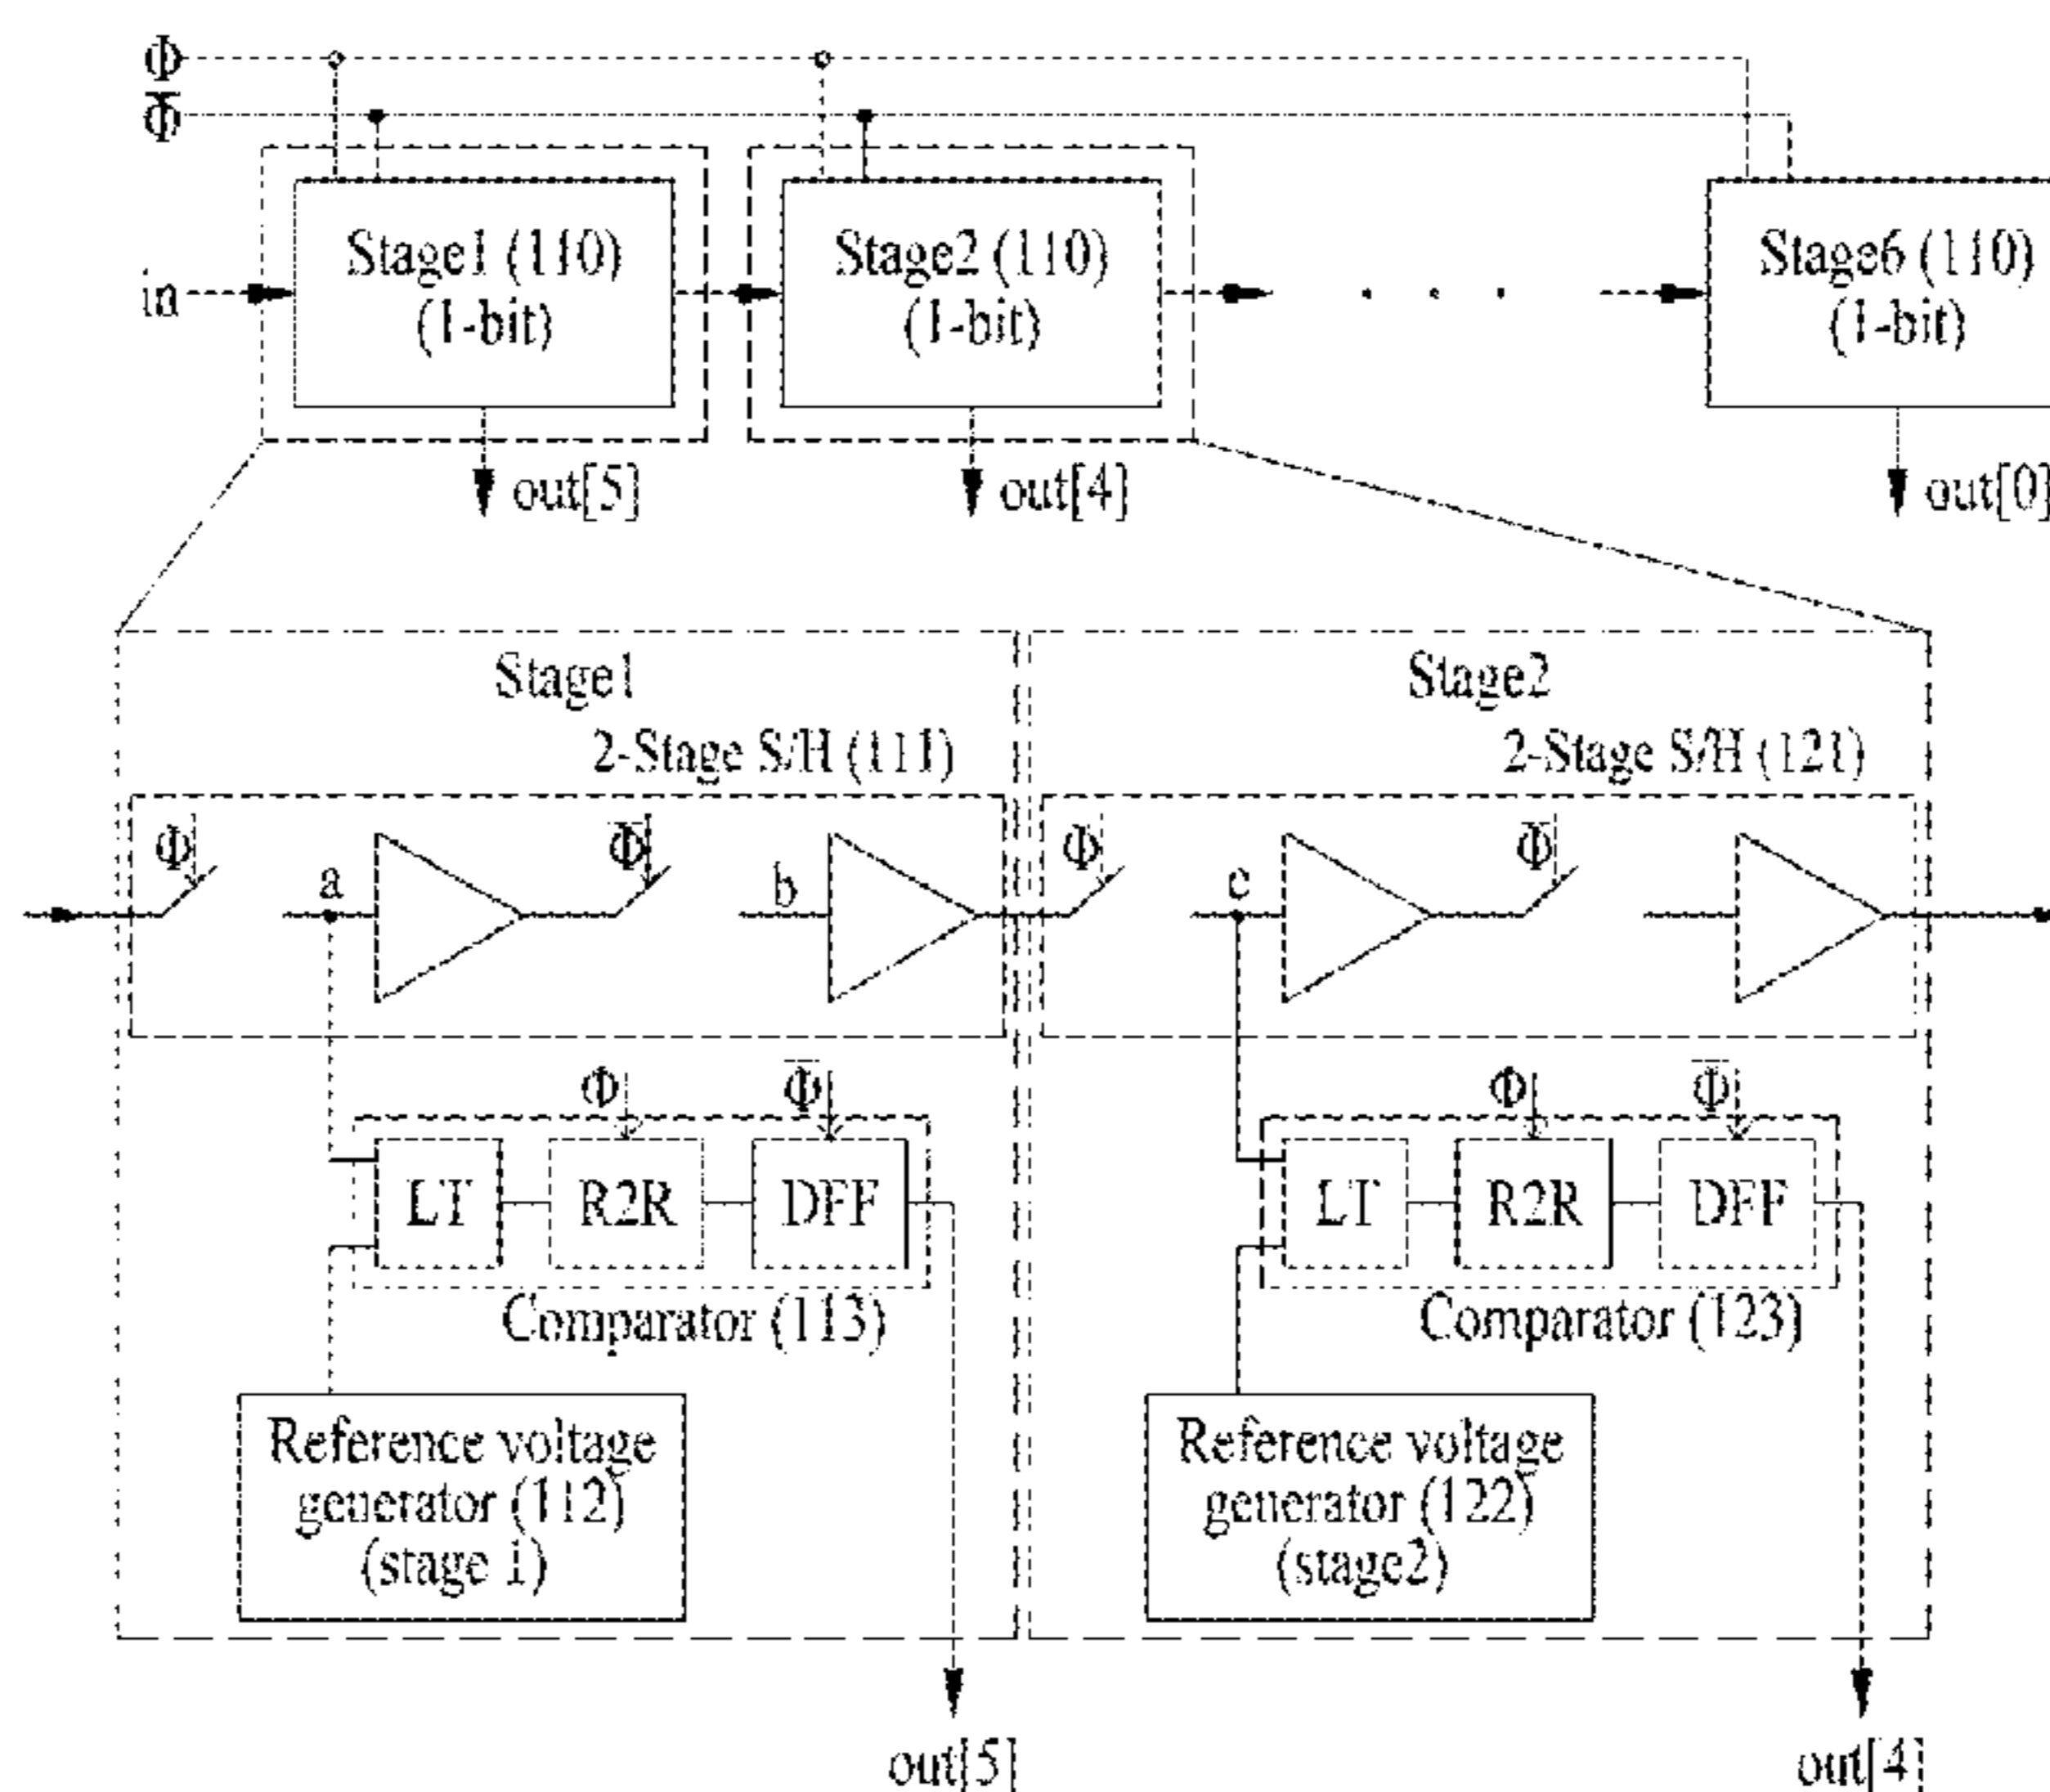 Φ
Φ̅
in
Stage1 (110)
(1-bit)
Stage2 (110)
(1-bit)
Stage6 (110)
(1-bit)
out[5]
out[4]
out[0]
Stage1
Stage2
2-Stage S/H (111)
2-Stage S/H (121)
Φ
a
Φ̅
b
Φ
c
Φ̅
Φ
Φ̅
Φ
Φ̅
LT
R2R
DFF
LT
R2R
DFF
Comparator (113)
Comparator (123)
Reference voltage
generator (112)
(stage 1)
Reference voltage
generator (122)
(stage2)
out[5]
out[4]